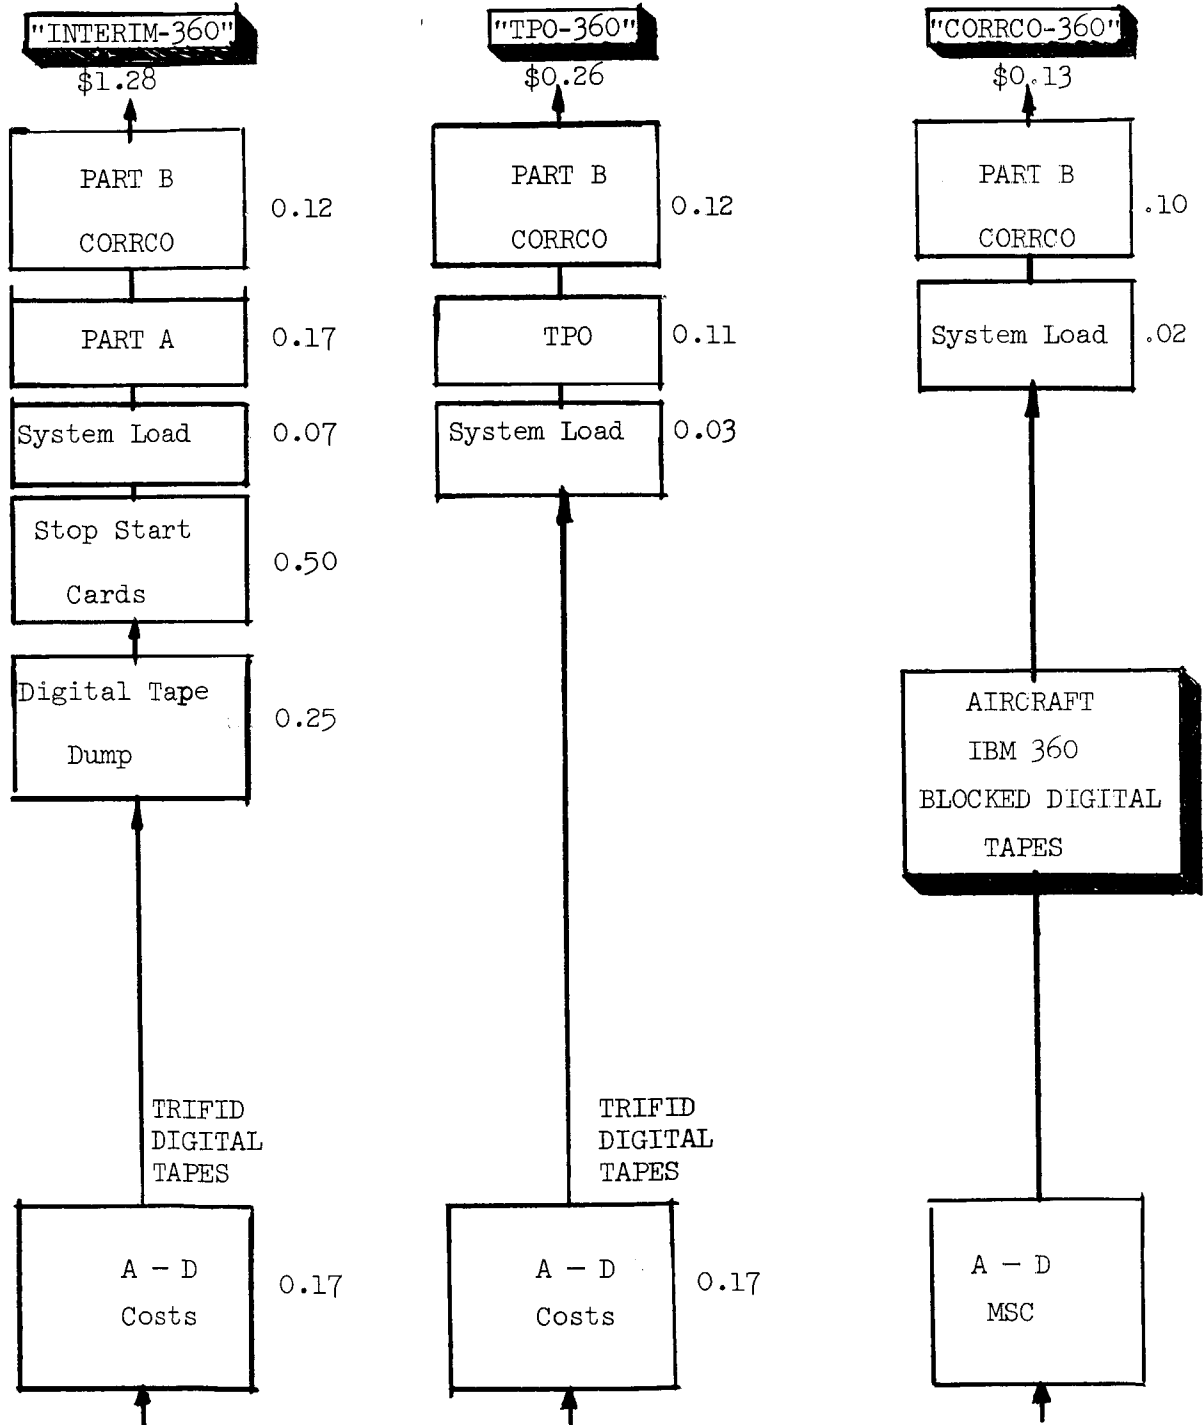 "INTERIM-360"
$1.28
PART B
CORRCO
0.12
PART A
0.17
System Load
0.07
Stop Start
Cards
0.50
Digital Tape
Dump
0.25
TRIFID
DIGITAL
TAPES
A - D
Costs
0.17
"TPO-360"
$0.26
PART B
CORRCO
0.12
TPO
0.11
System Load
0.03
TRIFID
DIGITAL
TAPES
A - D
Costs
0.17
"CORRCO-360"
$0.13
PART B
CORRCO
.10
System Load
.02
AIRCRAFT
IBM 360
BLOCKED DIGITAL
TAPES
A - D
MSC